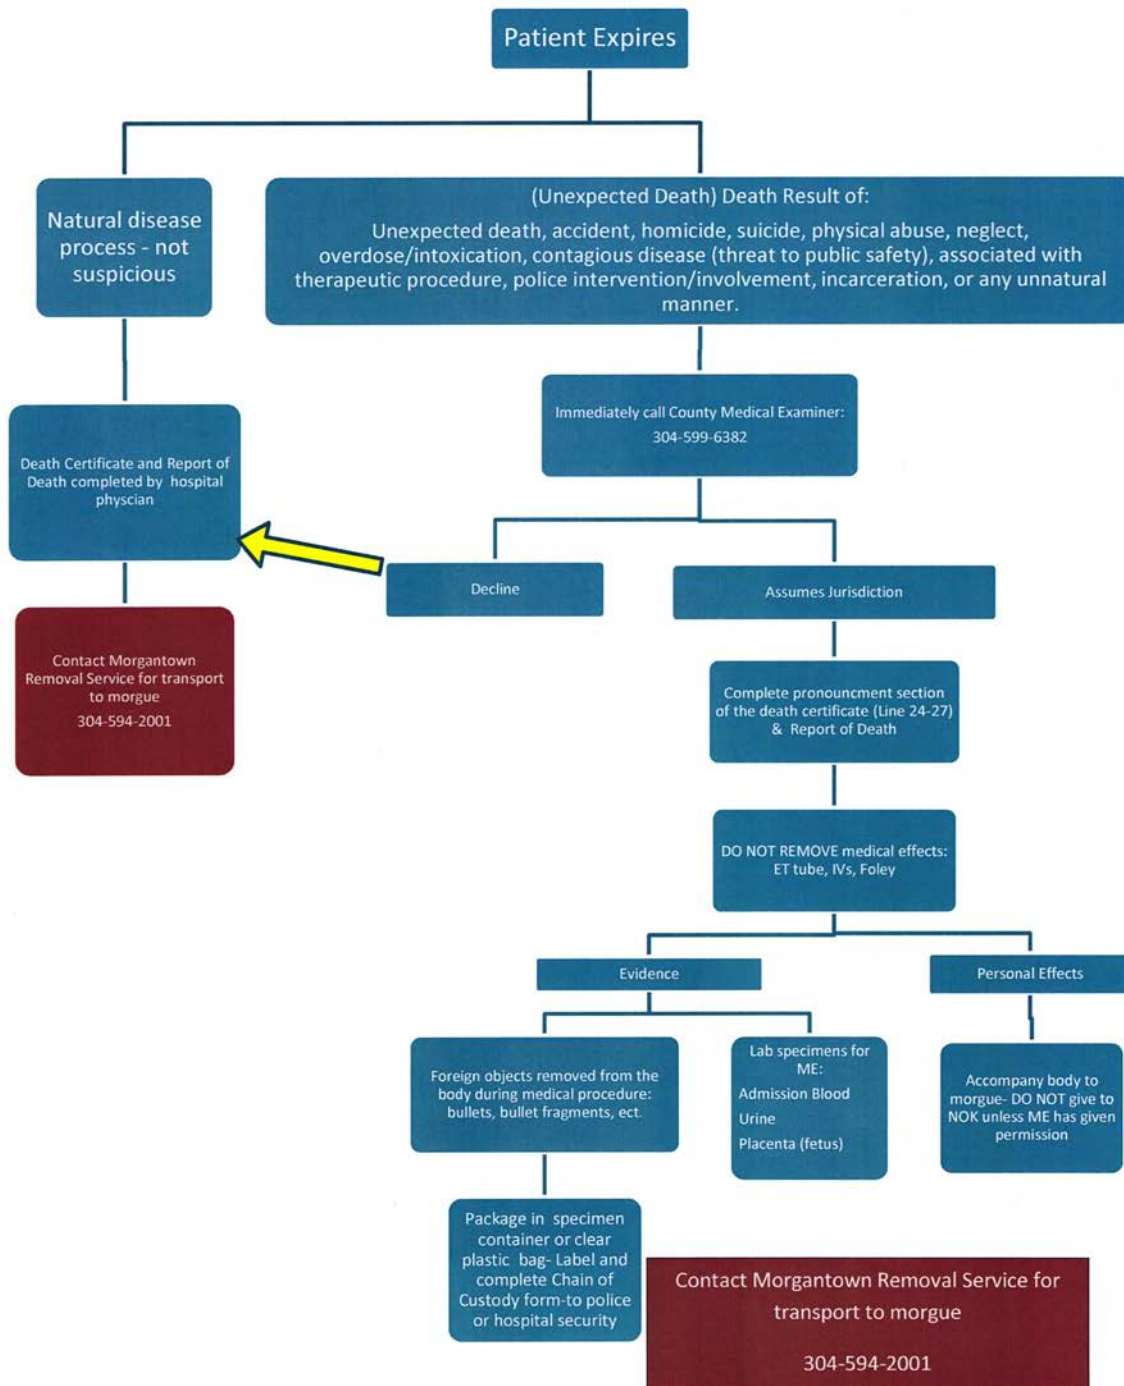 Patient Expires
Natural disease
process - not
suspicious
(Unexpected Death) Death Result of:
Unexpected death, accident, homicide, suicide, physical abuse, neglect,
overdose/intoxication, contagious disease (threat to public safety), associated with
therapeutic procedure, police intervention/involvement, incarceration, or any unnatural
manner.
Immediately call County Medical Examiner:
304-599-6382
Death Certificate and Report of
Death completed by hospital
physcian
Decline
Assumes Jurisdiction
Contact Morgantown
Removal Service for transport
to morgue
304-594-2001
Complete pronouncment section
of the death certificate (Line 24-27)
& Report of Death
DO NOT REMOVE medical effects:
ET tube, IVs, Foley
Evidence
Personal Effects
Foreign objects removed from the
body during medical procedure:
bullets, bullet fragments, ect.
Lab specimens for
ME:
Admission Blood
Urine
Placenta (fetus)
Accompany body to
morgue- DO NOT give to
NOK unless ME has given
permission
Package in specimen
container or clear
plastic bag- Label and
complete Chain of
Custody form-to police
or hospital security
Contact Morgantown Removal Service for
transport to morgue
304-594-2001